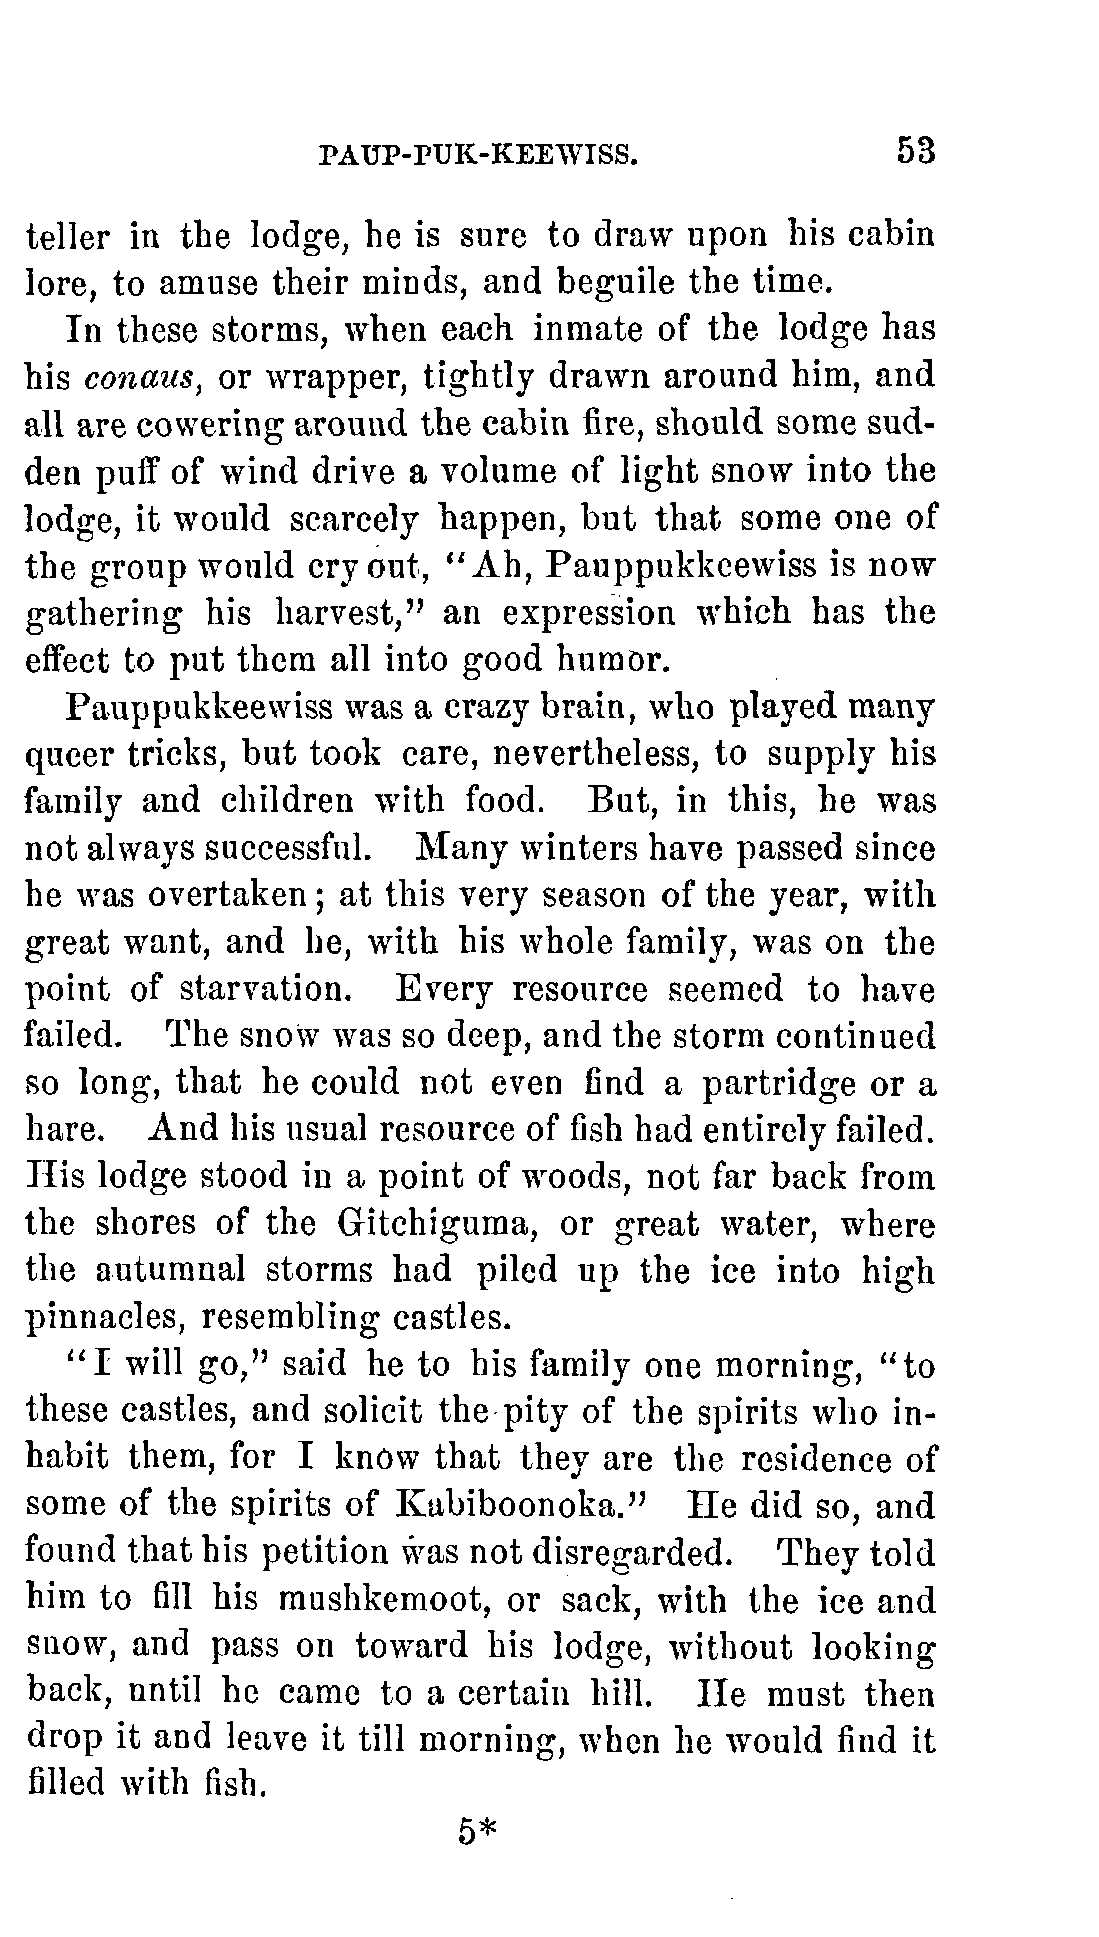 PAUP-PUK-KEEWISS. 53
teller in the lodge, he is sure to draw upon his cabin
lore, to amuse their minds, and beguile the time.
In these storms, when each inmate of the lodge has
his conaus, or wrapper, tightly drawn around him, and
all are cowering around the cabin fire, should some sud-
den puff of wind drive a volume of light snow into the
lodge, it would scarcely happen, but that some one of
the group would cry out, "Ah, Pauppukkeewiss is now
gathering his harvest," an expression which has the
effect to put them all into good humor.
Pauppukkeewiss was a crazy brain, who played many
queer tricks, but took care, nevertheless, to supply his
family and children with food. But, in this, he was
not always successful. Many winters have passed since
he was overtaken; at this very season of the year, with
great want, and he, with his whole family, was on the
point of starvation. Every resource seemed to have
failed. The snow was so deep, and the storm continued
so long, that he could not even find a partridge or a
hare. And his usual resource of fish had entirely failed.
His lodge stood in a point of woods, not far back from
the shores of the Gitchiguma, or great water, where
the autumnal storms had piled up the ice into high
pinnacles, resembling castles.
"I will go," said he to his family one morning, "to
these castles, and solicit the pity of the spirits who in-
habit them, for I know that they are the residence of
some of the spirits of Kabiboonoka." He did so, and
found that his petition was not disregarded. They told
him to fill his mushkemoot, or sack, with the ice and
snow, and pass on toward his lodge, without looking
back, until he came to a certain hill. He must then
drop it and leave it till morning, when he would find it
filled with fish.
5*